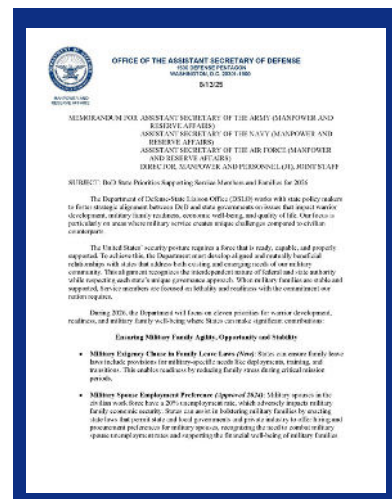 OFFICE OF THE ASSISTANT SECRETARY OF DEFENSE
1500 DEFENSE PENTAGON
WASHINGTON, D.C. 20301-1500
MANPOWER AND
RESERVE AFFAIRS
MEMORANDUM FOR ASSISTANT SECRETARY OF THE ARMY (MANPOWER AND
RESERVE AFFAIRS)
ASSISTANT SECRETARY OF THE NAVY (MANPOWER AND
RESERVE AFFAIRS)
ASSISTANT SECRETARY OF THE AIR FORCE (MANPOWER
AND RESERVE AFFAIRS)
DIRECTOR, MANPOWER AND PERSONNEL (J1), JOINT STAFF
SUBJECT: DoD State Priorities Supporting Service Members and Families for 2026
The Department of Defense-State Liaison Office (DSLO) works with state policy makers
to foster strategic alignment between DoD and state governments on issues that impact warrior
development, military family readiness, economic well-being, and quality of life. Our focus is
particularly on areas where military service creates unique challenges compared to civilian
counterparts.
The United States' security posture requires a force that is ready, capable, and properly
supported. To achieve this, the Department must develop aligned and mutually beneficial
relationships with states that address both existing and emerging needs of our military
community. This alignment recognizes the interdependent nature of federal and state authority
while respecting each state's unique governance approach. When military families are stable and
supported, Service members are focused on lethality and readiness with the commitment our
nation requires.
During 2026, the Department will focus on eleven priorities for warrior development,
readiness, and military family well-being where States can make significant contributions:
Ensuring Military Family Agility, Opportunity and Stability
• Military Exigency Clause in Family Leave Laws (New): States can ensure family leave
laws include provisions for military-specific needs like deployments, training, and
transitions. This enables readiness by reducing family stress during critical mission
periods.
• Military Spouse Employment Preference (Approved 2024): Military spouses in the
civilian work force have a 20% unemployment rate, which adversely impacts military
family economic security. States can assist in bolstering military families by enacting
state laws that permit state and local governments and private industry to offer hiring and
procurement preferences for military spouses, recognizing the need to combat military
spouse unemployment rates and supporting the financial well-being of military families